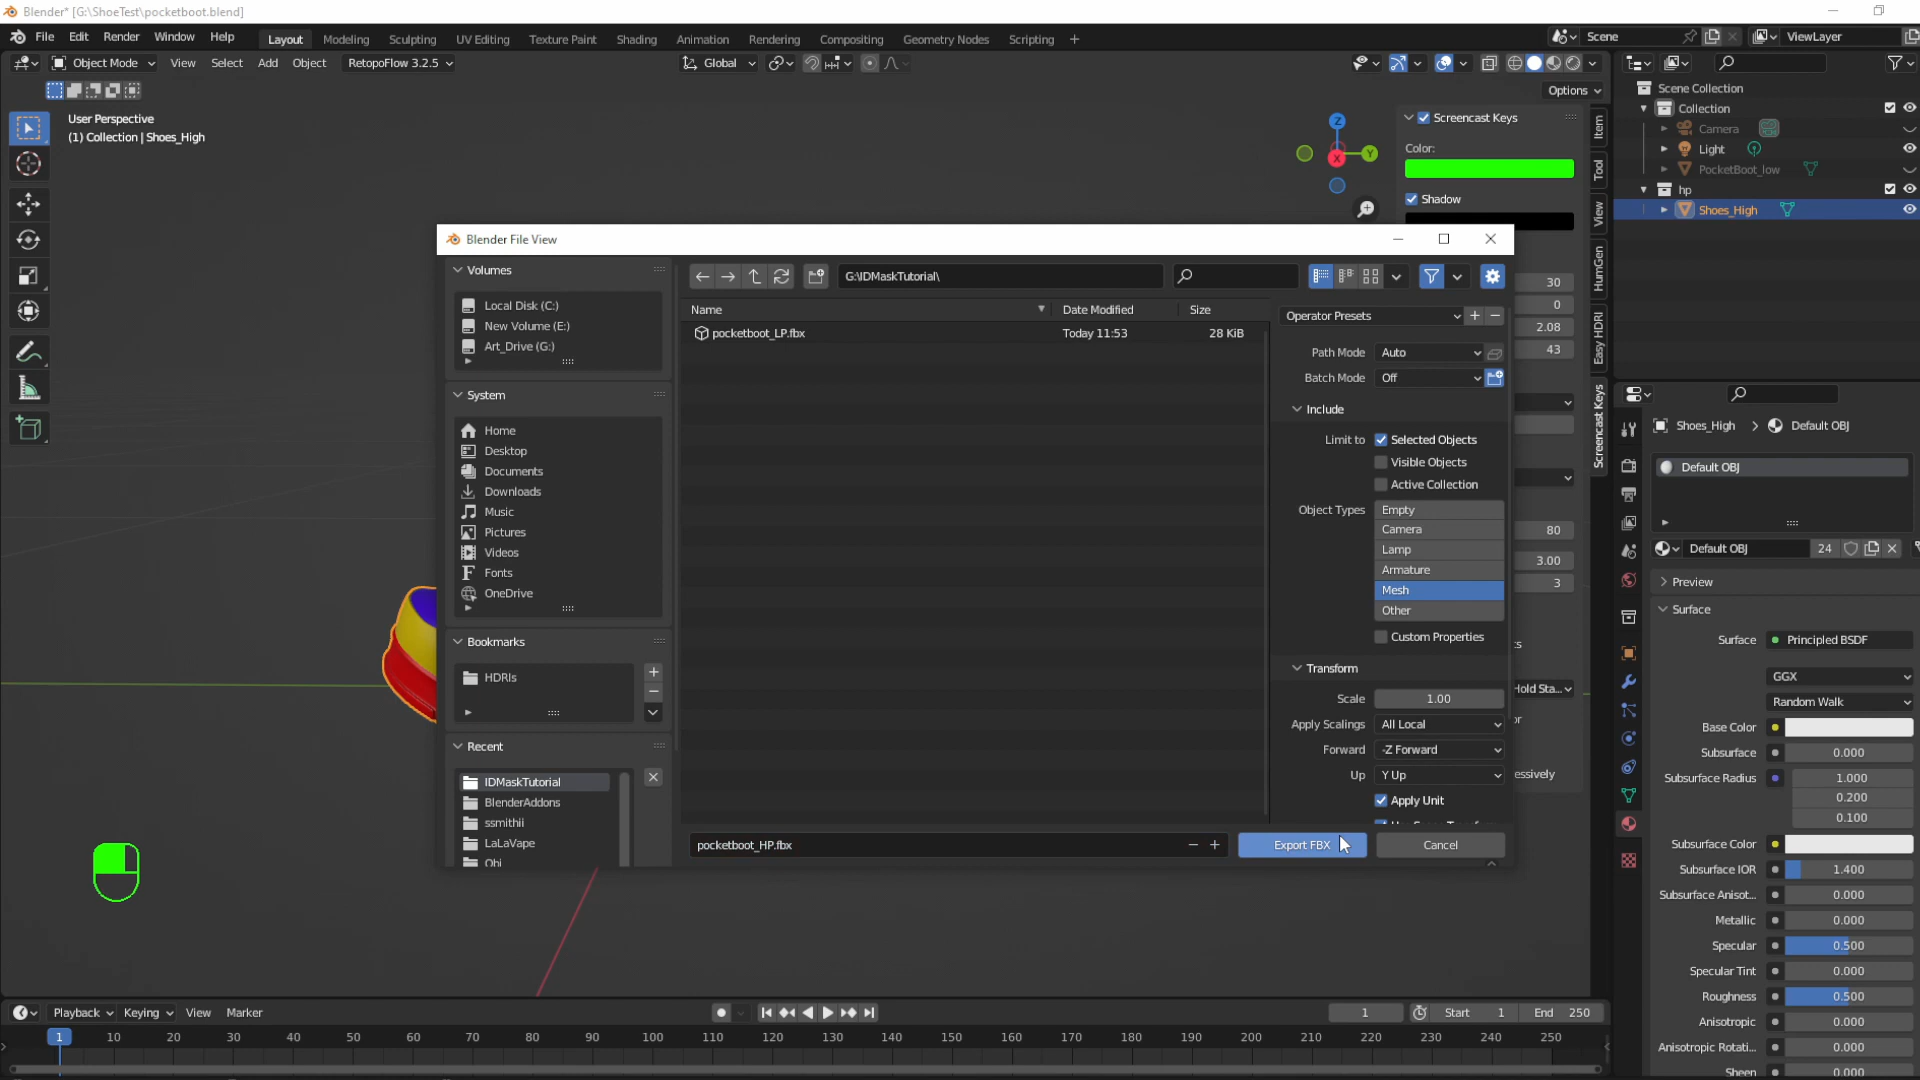 Blender* [G:\ShoeTest\pocketboot.blend]
File Edit Render Window Help Layout Modeling Sculpting UV Editing Texture Paint Shading Animation Rendering Compositing Geometry Nodes Scripting + Scene ViewLayer
Object Mode View Select Add Object RetopoFlow 3.2.5 Global
Options
User Perspective
(1) Collection | Shoes_High
Z
Y
X
Screencast Keys
Color:
Shadow
30
0
2.08
43
80
3.00
3
Hold Sta...
essively
Item
Tool
View
HumGen
Easy HDRI
Screencast Keys
Scene Collection
Collection
Camera
Light
PocketBoot_low
hp
Shoes_High
Blender File View
Volumes
Local Disk (C:)
New Volume (E:)
Art_Drive (G:)
System
Home
Desktop
Documents
Downloads
Music
Pictures
Videos
Fonts
OneDrive
Bookmarks
HDRIs
Recent
IDMaskTutorial
BlenderAddons
ssmithii
LaLaVape
Obj
G:\IDMaskTutorial\
Name Date Modified Size
pocketboot_LP.fbx Today 11:53 28 KiB
pocketboot_HP.fbx
Export FBX Cancel
Operator Presets
Path Mode Auto
Batch Mode Off
Include
Limit to Selected Objects
Visible Objects
Active Collection
Object Types Empty
Camera
Lamp
Armature
Mesh
Other
Custom Properties
Transform
Scale 1.00
Apply Scalings All Local
Forward -Z Forward
Up Y Up
Apply Unit
Shoes_High > Default OBJ
Default OBJ
Default OBJ 24
Preview
Surface
Surface Principled BSDF
GGX
Random Walk
Base Color
Subsurface 0.000
Subsurface Radius 1.000
0.200
0.100
Subsurface Color
Subsurface IOR 1.400
Subsurface Anisot... 0.000
Metallic 0.000
Specular 0.500
Specular Tint 0.000
Roughness 0.500
Anisotropic 0.000
Anisotropic Rotati... 0.000
Sheen 0.000
Playback Keying View Marker 1 Start 1 End 250
1 10 20 30 40 50 60 70 80 90 100 110 120 130 140 150 160 170 180 190 200 210 220 230 240 250